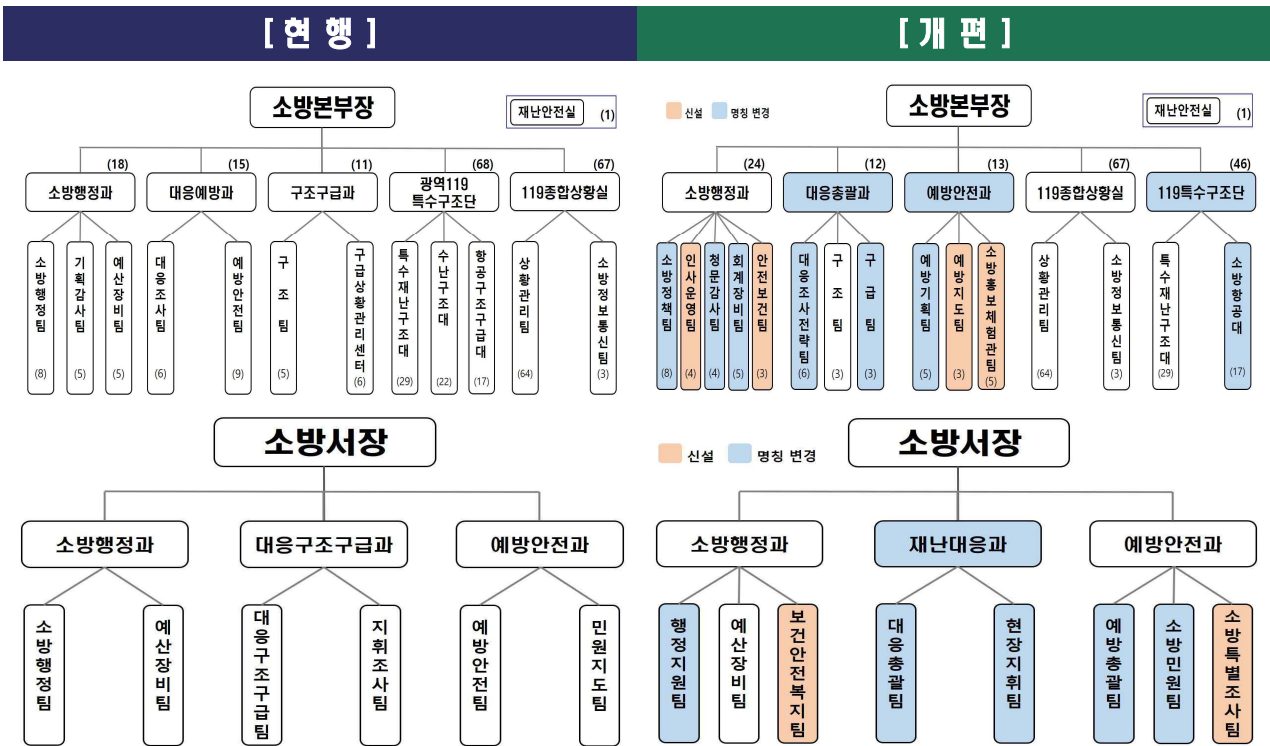 [ 현 행 ]
소방본부장
재난안전실 (1)
(18) (15) (11) (68) (67)
소방행정과 대응예방과 구조구급과 광역119 특수구조단 119종합상황실
소방행정팀 (8)
기획감사팀 (5)
예산장비팀 (5)
대응조사팀 (6)
예방안전팀 (9)
구조팀 (5)
구급상황관리센터 (6)
특수재난구조대 (29)
수난구조대 (22)
항공구조구급대 (17)
상황관리팀 (64)
소방정보통신팀 (3)
소방서장
소방행정과 대응구조구급과 예방안전과
소방행정팀
예산장비팀
대응구조구급팀
지휘조사팀
예방안전팀
민원지도팀
[ 개 편 ]
신설 명칭 변경
소방본부장
재난안전실 (1)
(24) (12) (13) (67) (46)
소방행정과 대응총괄과 예방안전과 119종합상황실 119특수구조단
소방정책팀 (8)
인사운영팀 (4)
청문감사팀 (4)
회계장비팀 (5)
안전보건팀 (3)
대응조사전략팀 (6)
구조팀 (3)
구급팀 (3)
예방기획팀 (5)
예방지도팀 (3)
소방홍보체험관팀 (5)
상황관리팀 (64)
소방정보통신팀 (3)
특수재난구조대 (29)
소방항공대 (17)
신설 명칭 변경
소방서장
소방행정과 재난대응과 예방안전과
행정지원팀
예산장비팀
보건안전복지팀
대응총괄팀
현장지휘팀
예방총괄팀
소방민원팀
소방특별조사팀